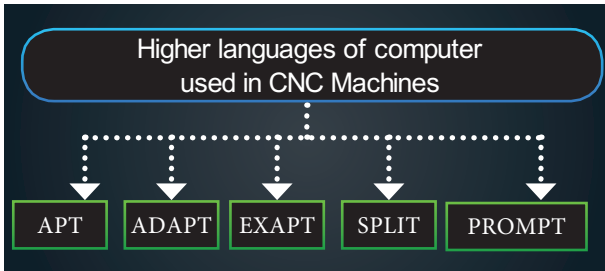 Higher languages of computer
used in CNC Machines
APT ADAPT EXAPT SPLIT PROMPT